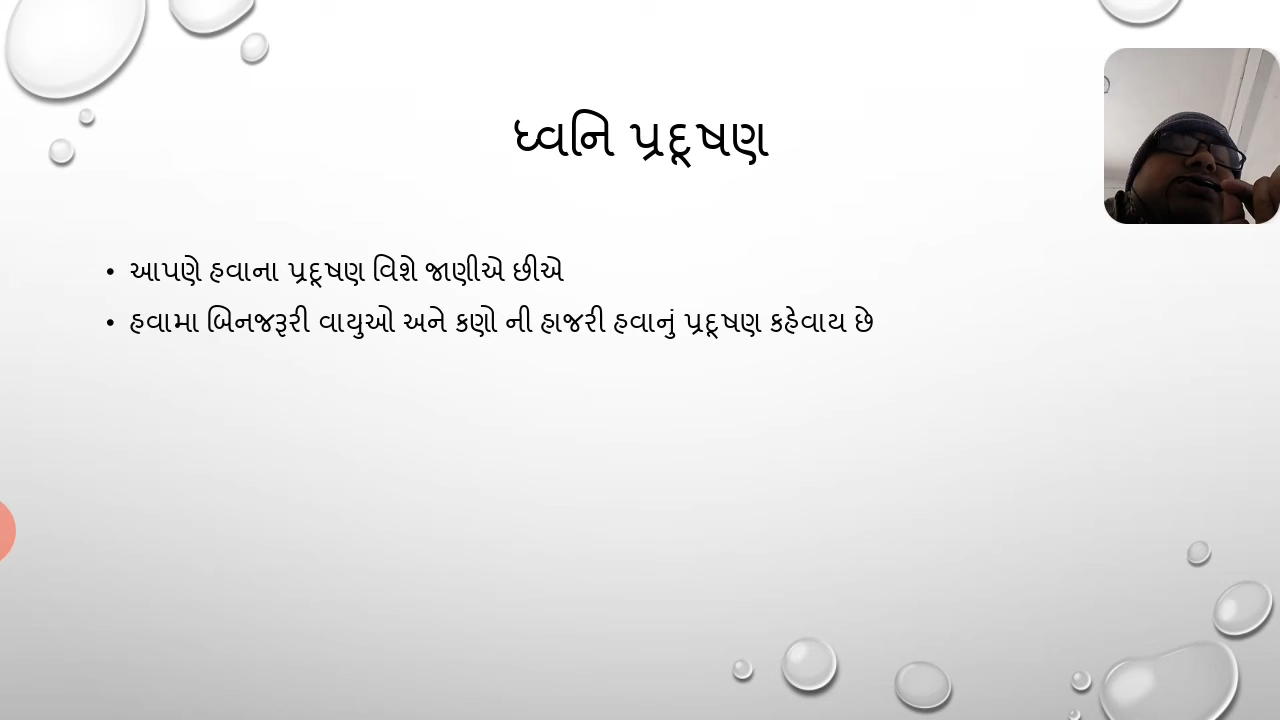 ધ્વનિ પ્રદૂષણ
• આપણે હવાના પ્રદૂષણ વિશે જાણીએ છીએ
• હવામા બિનજરૂરી વાયુઓ અને કણો ની હાજરી હવાનું પ્રદૂષણ કહેવાય છે